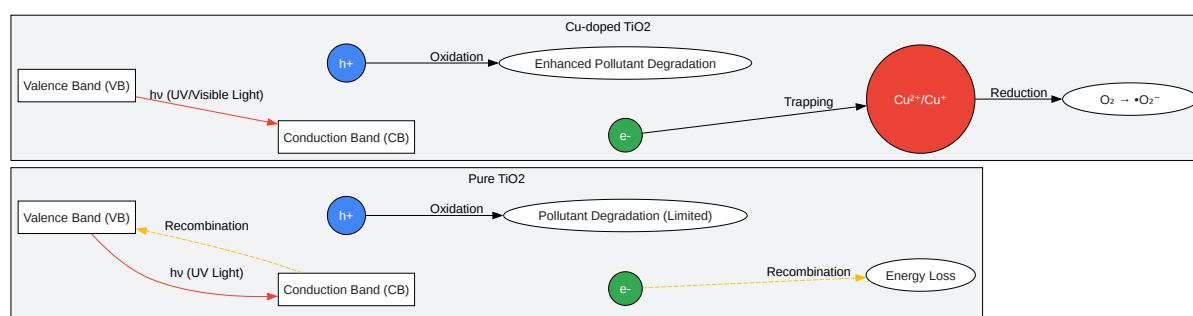 Cu-doped TiO2
h+
Oxidation
Enhanced Pollutant Degradation
Valence Band (VB)
hν (UV/Visible Light)
Conduction Band (CB)
e-
Trapping
Cu²⁺/Cu⁺
Reduction
O₂ → •O₂⁻
Pure TiO2
h+
Oxidation
Pollutant Degradation (Limited)
Valence Band (VB)
Recombination
hν (UV Light)
Conduction Band (CB)
e-
Recombination
Energy Loss